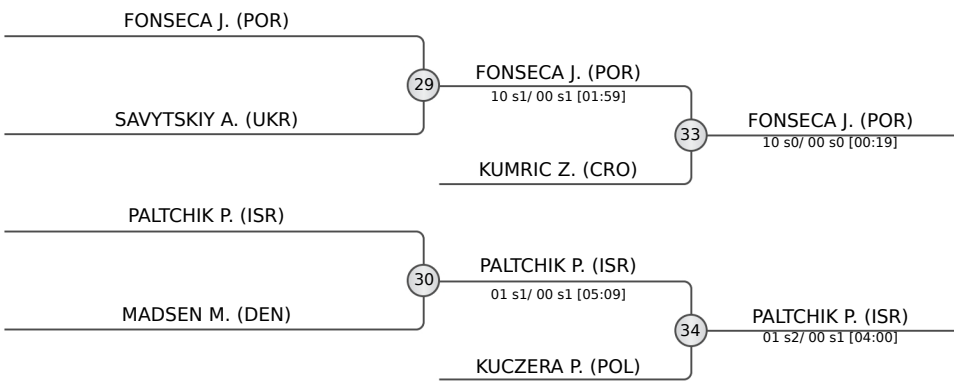 FONSECA J. (POR)
29
SAVYTSKIY A. (UKR)
FONSECA J. (POR)
10 s1/ 00 s1 [01:59]
33
KUMRIC Z. (CRO)
FONSECA J. (POR)
10 s0/ 00 s0 [00:19]
PALTCHIK P. (ISR)
30
MADSEN M. (DEN)
PALTCHIK P. (ISR)
01 s1/ 00 s1 [05:09]
34
KUCZERA P. (POL)
PALTCHIK P. (ISR)
01 s2/ 00 s1 [04:00]